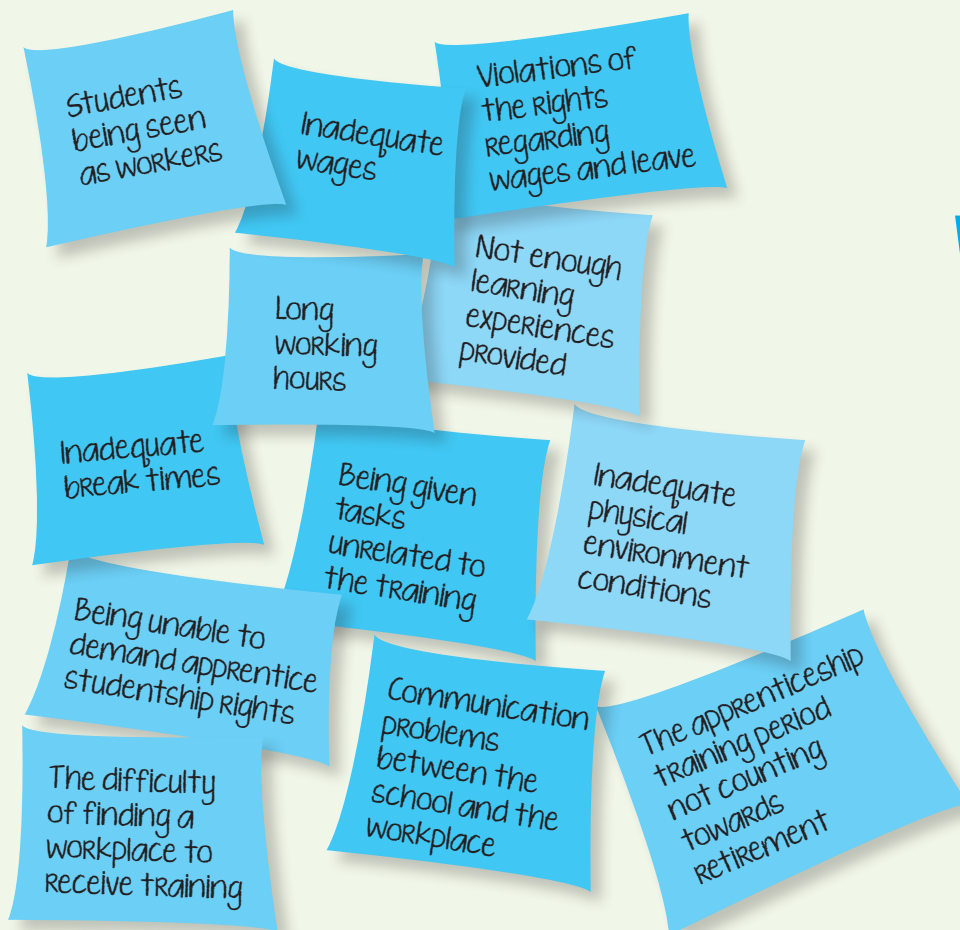 Students
being seen
as workers
Inadequate
wages
Violations of
the rights
regarding
wages and leave
Long
working
hours
Not enough
learning
experiences
provided
Inadequate
break times
Being given
tasks
unrelated to
the training
Inadequate
physical
environment
conditions
Being unable to
demand apprentice
studentship rights
Communication
problems
between the
school and the
workplace
The apprenticeship
training period
not counting
towards
retirement
The difficulty
of finding a
workplace to
receive training